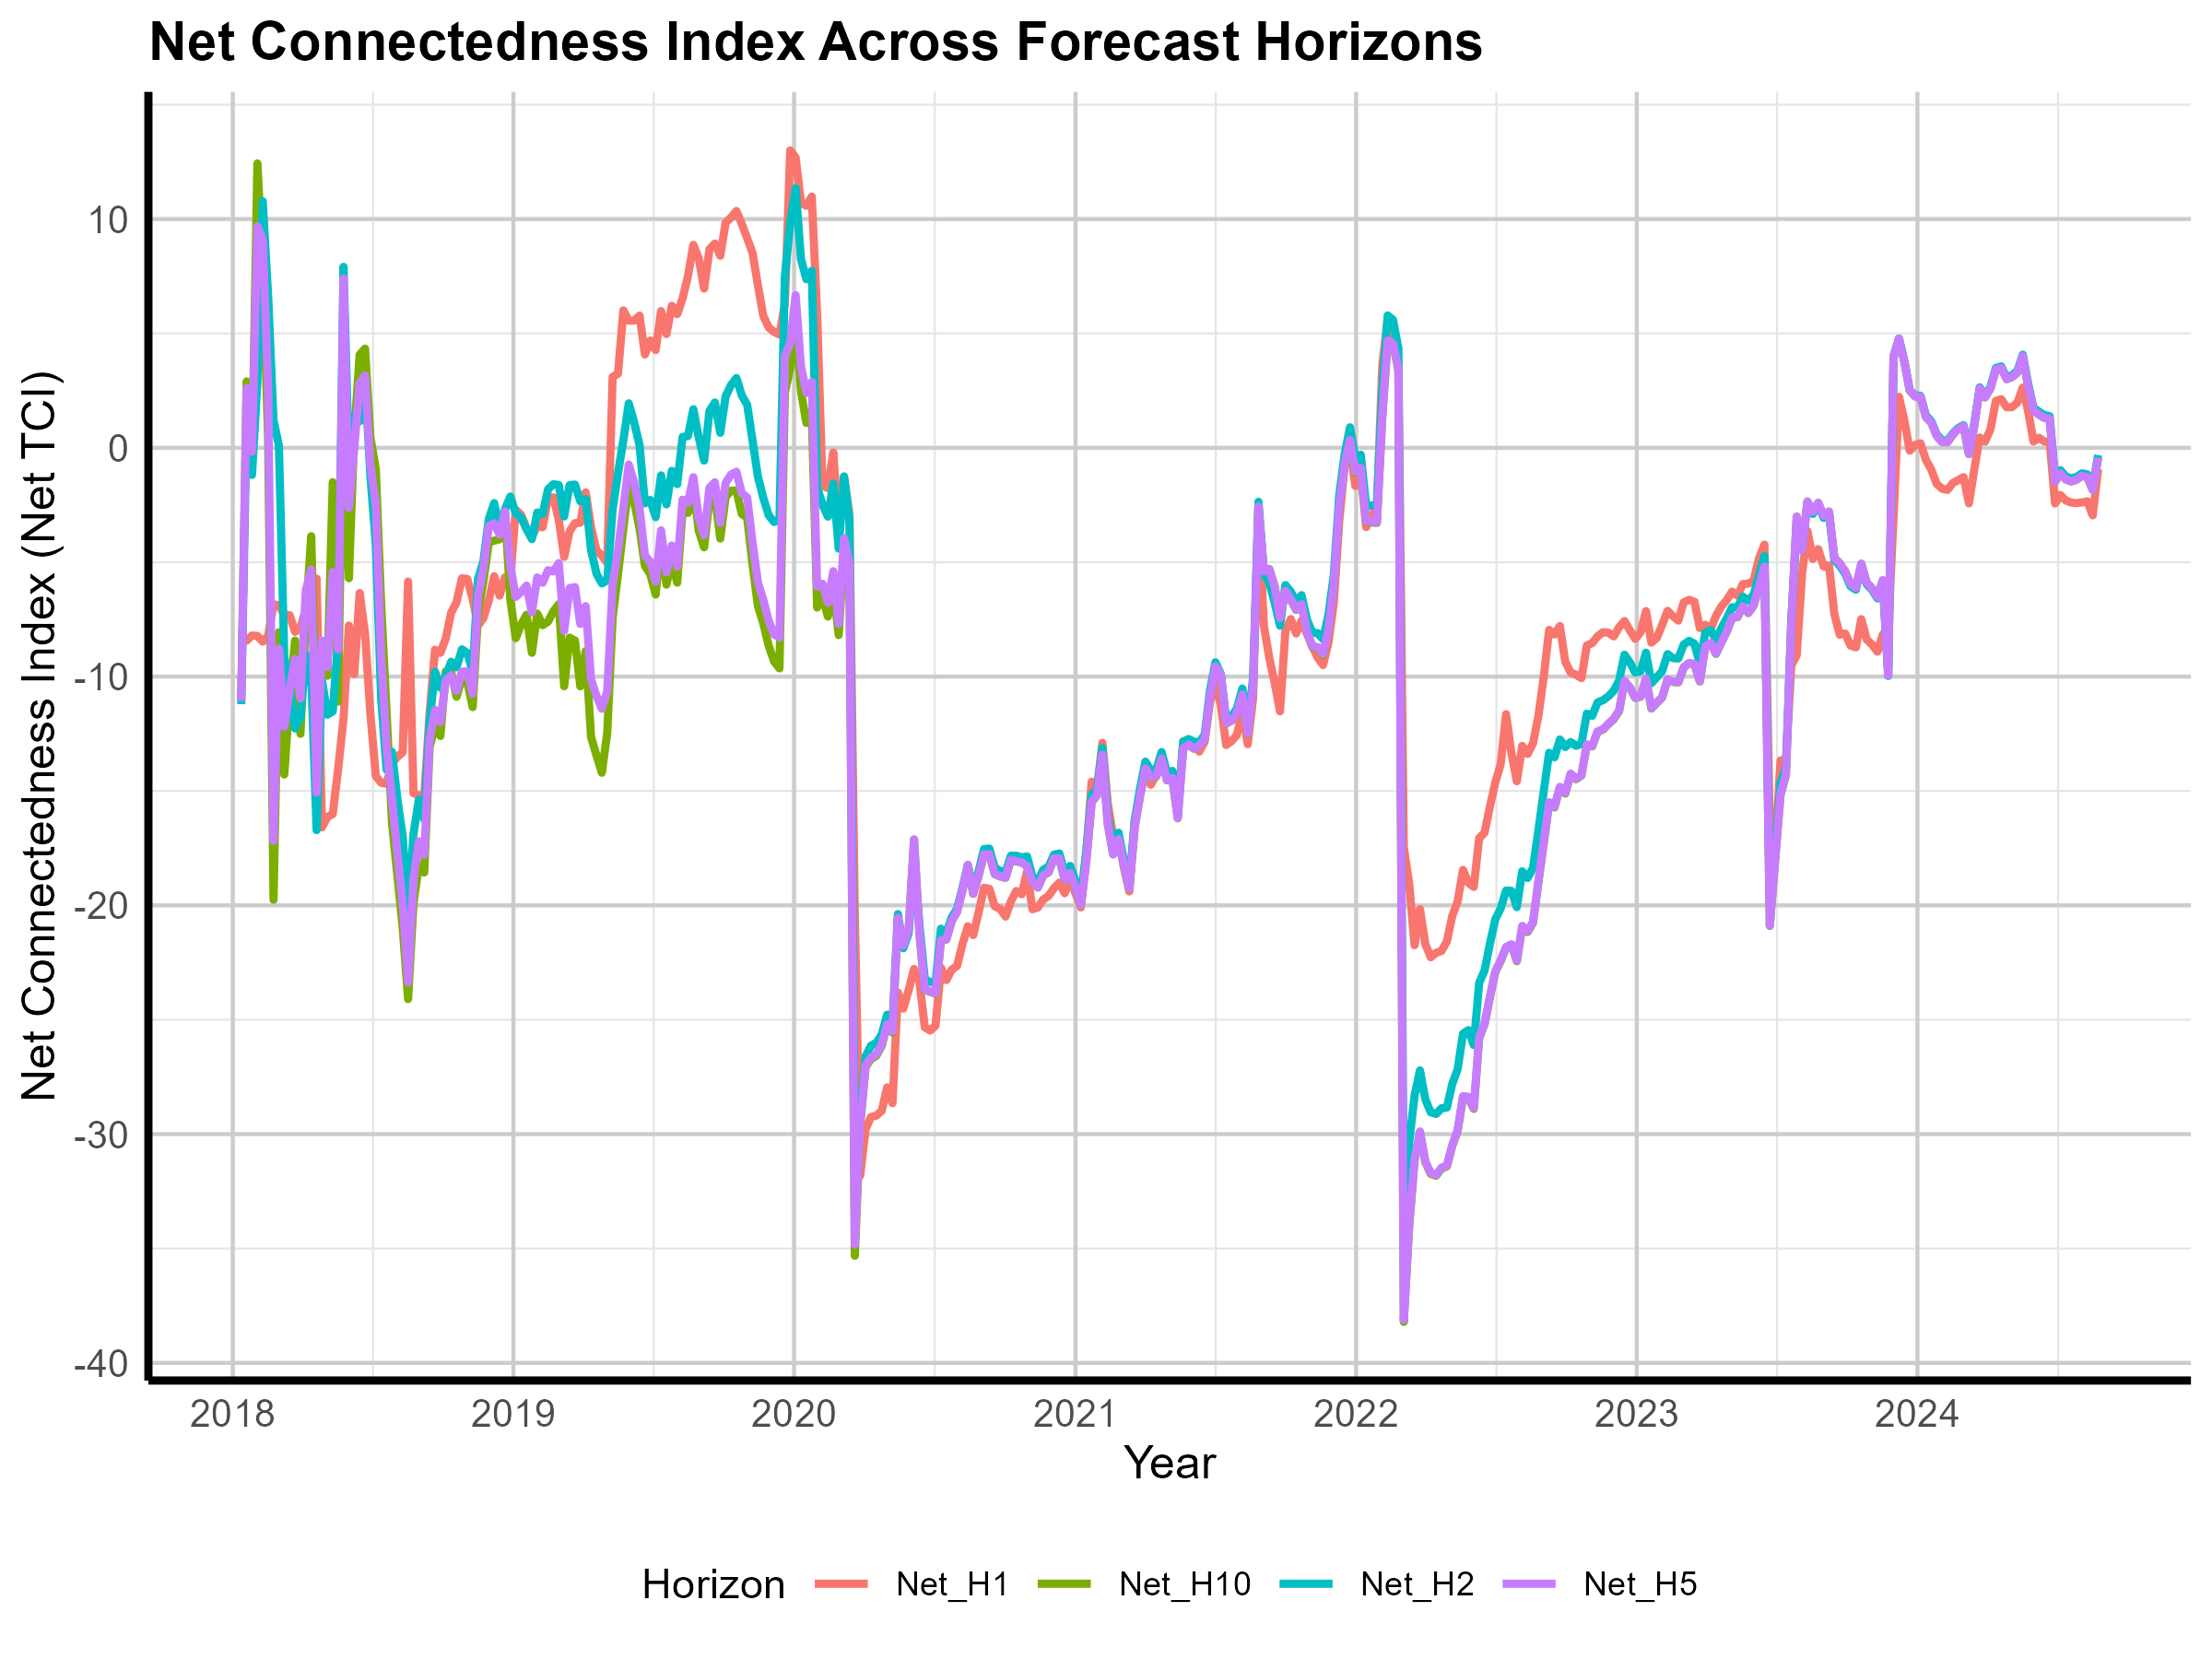 Net Connectedness Index Across Forecast Horizons
Net Connectedness Index (Net TCI)
10
0
-10
-20
-30
-40
2018 2019 2020 2021 2022 2023 2024
Year
Horizon Net_H1 Net_H10 Net_H2 Net_H5